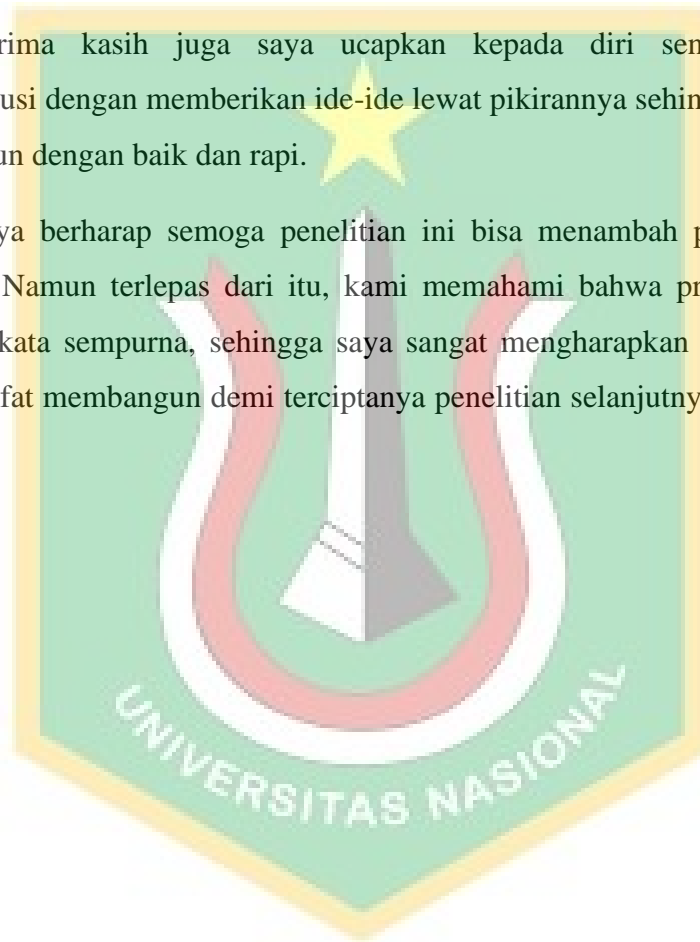 rima kasih juga saya ucapkan kepada diri sen
usi dengan memberikan ide-ide lewat pikirannya sehin
un dengan baik dan rapi.
ya berharap semoga penelitian ini bisa menambah p
Namun terlepas dari itu, kami memahami bahwa pr
kata sempurna, sehingga saya sangat mengharapkan
fat membangun demi terciptanya penelitian selanjutny
UNIVERSITAS NASIONAL